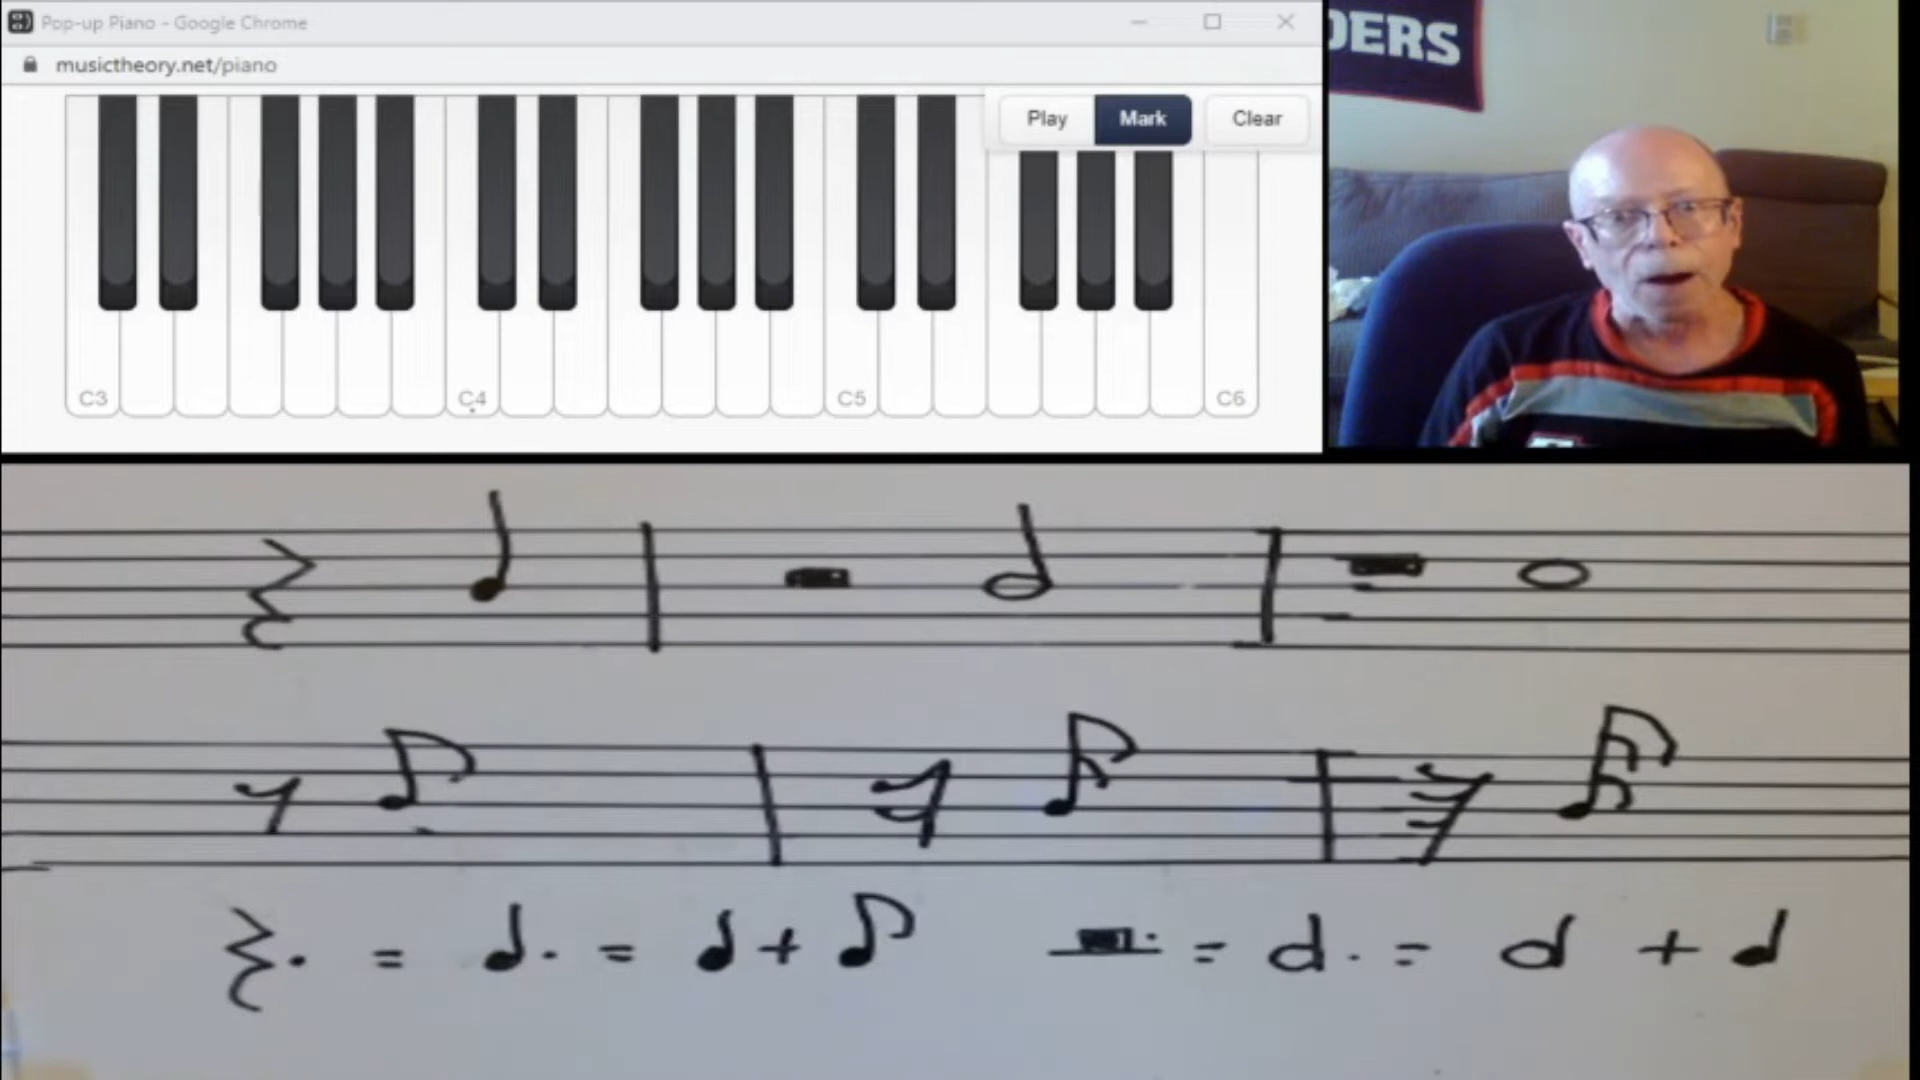 Pop-up Piano - Google Chrome
musictheory.net/piano
Play Mark Clear
C3 C4 C5 C6
DERS